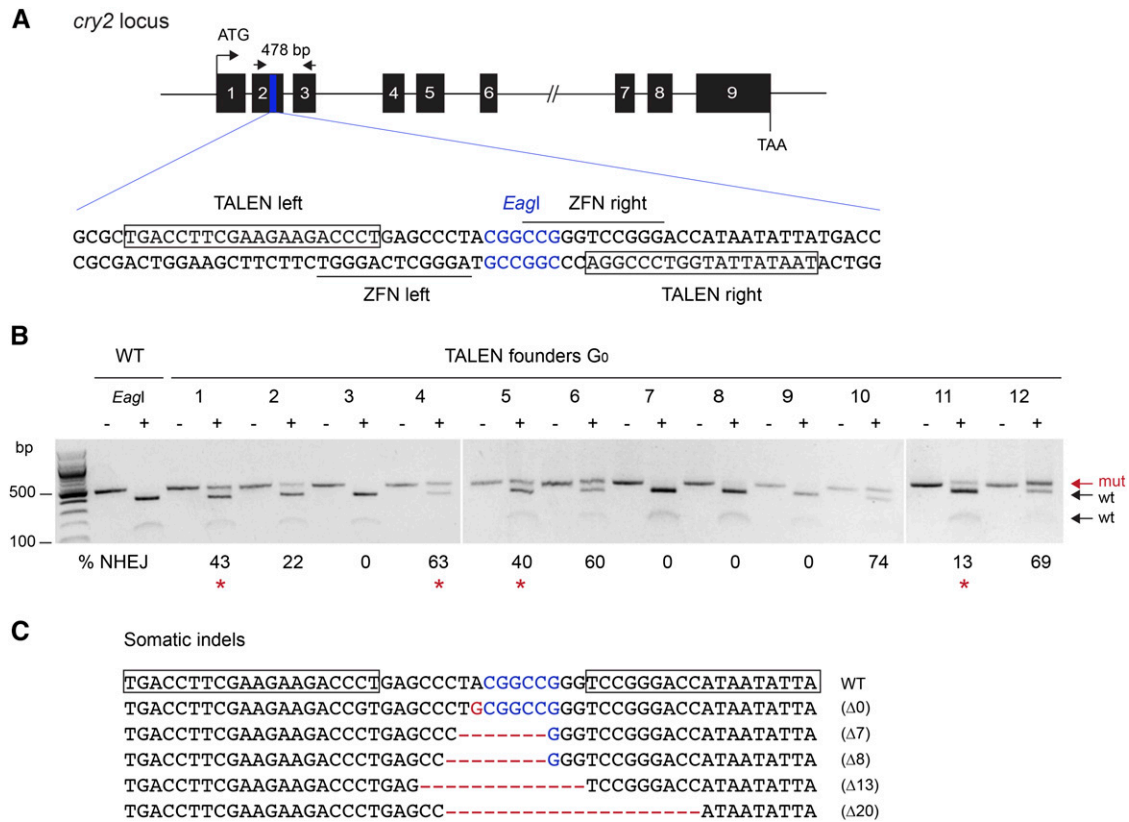 A
cry2 locus
ATG
478 bp
1 2 3 4 5 6 // 7 8 9
TAA
TALEN left EagI ZFN right
GCGCTGACCTTCGAAGAAGACCCTGAGCCCTACGGCCGGGTCCGGGACCATAATATTATGACC
CGCGACTGGAAGCTTCTTCTGGGACTCGGGATGCCGGCCCAGGCCCTGGTATTATAATACTGG
ZFN left TALEN right
B
WT TALEN founders G0
EagI 1 2 3 4 5 6 7 8 9 10 11 12
- + - + - + - + - + - + - + - + - + - + - + - + - +
bp
mut
500 wt
wt
100
% NHEJ 43 22 0 63 40 60 0 0 0 74 13 69
* * * *
C
Somatic indels
TGACCTTCGAAGAAGACCCTGAGCCCTACGGCCGGGTCCGGGACCATAATATTA WT
TGACCTTCGAAGAAGACCGTGAGCCCTGCGGCCGGGTCCGGGACCATAATATTA (Δ0)
TGACCTTCGAAGAAGACCCTGAGCCC-------GGGTCCGGGACCATAATATTA (Δ7)
TGACCTTCGAAGAAGACCCTGAGCC--------GGGTCCGGGACCATAATATTA (Δ8)
TGACCTTCGAAGAAGACCCTGAG-------------TCCGGGACCATAATATTA (Δ13)
TGACCTTCGAAGAAGACCCTGAGCC--------------------ATAATATTA (Δ20)